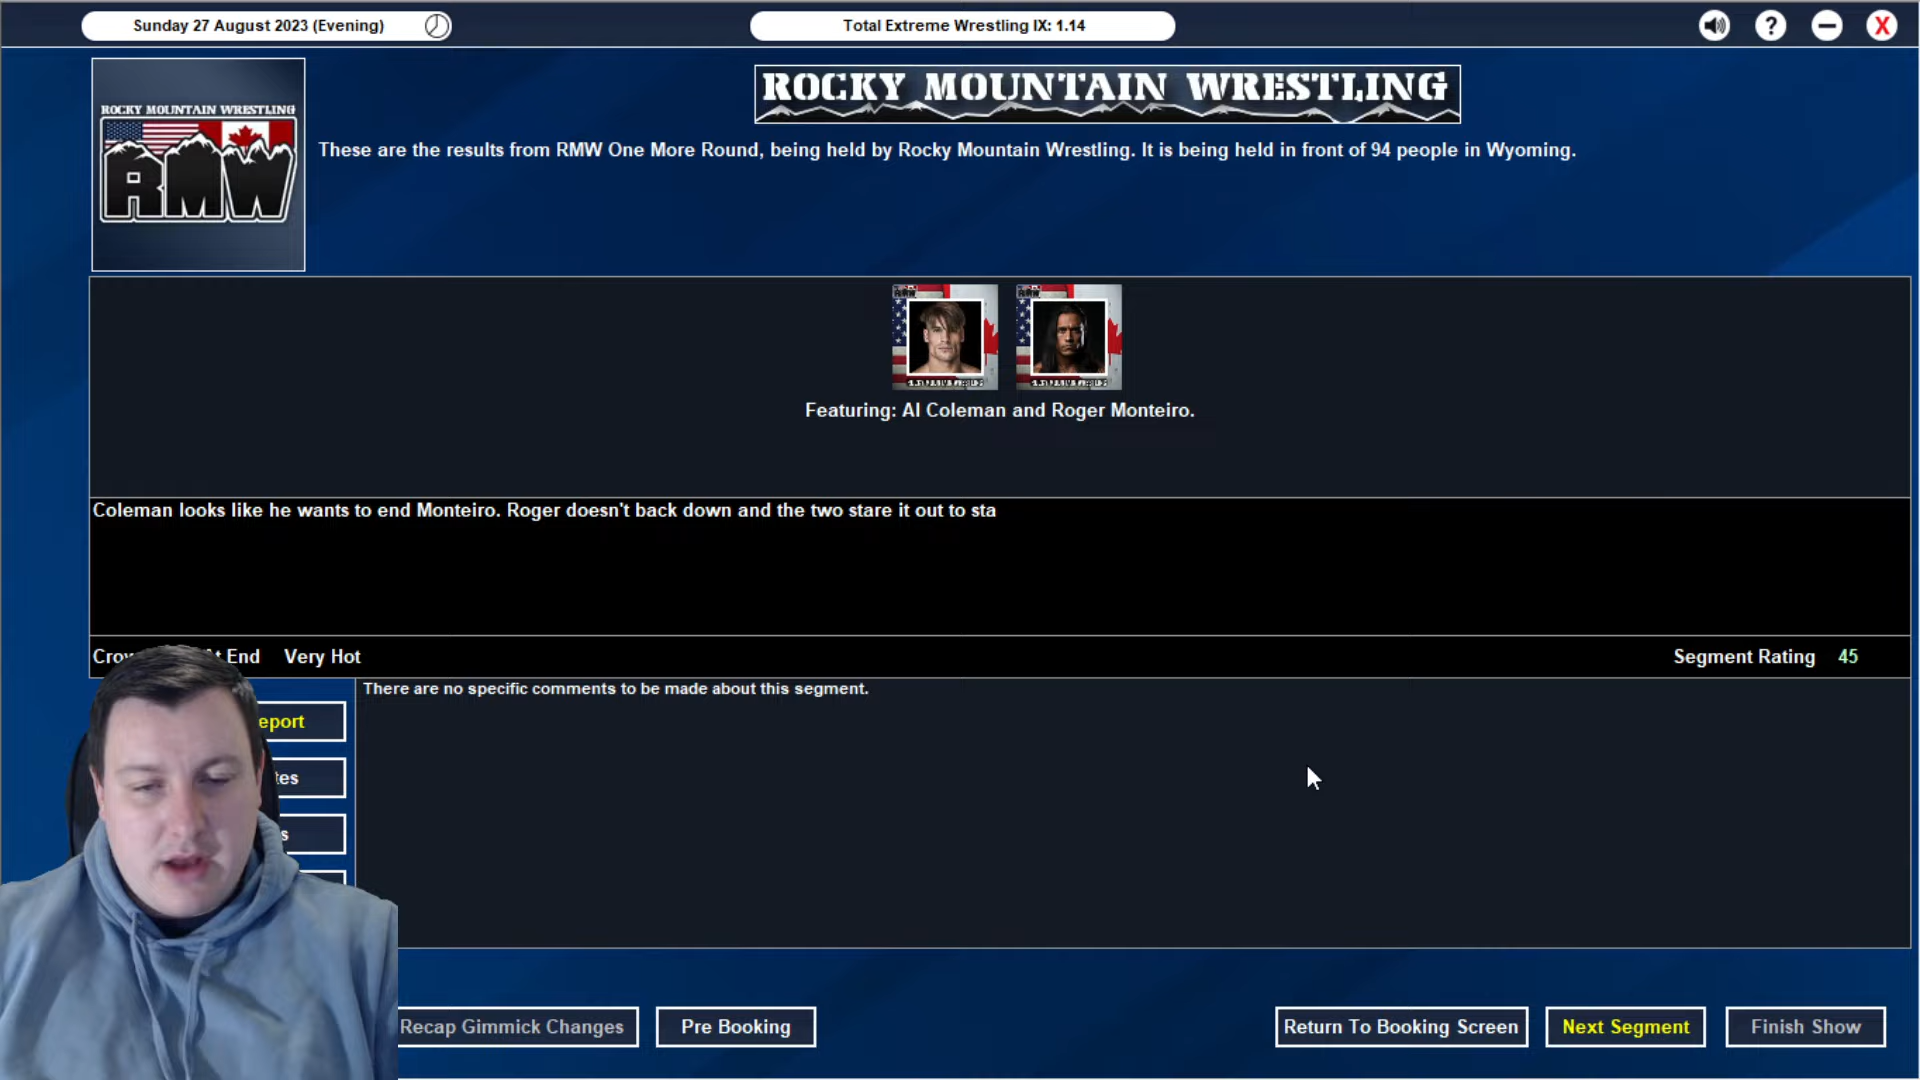 Sunday 27 August 2023 (Evening)
Total Extreme Wrestling IX: 1.14
?
X
ROCKY MOUNTAIN WRESTLING
RMW
ROCKY MOUNTAIN WRESTLING
These are the results from RMW One More Round, being held by Rocky Mountain Wrestling. It is being held in front of 94 people in Wyoming.
RMW
RMW
Featuring: Al Coleman and Roger Monteiro.
Coleman looks like he wants to end Monteiro. Roger doesn't back down and the two stare it out to sta
At End Very Hot
Segment Rating 45
There are no specific comments to be made about this segment.
Recap Gimmick Changes
Pre Booking
Return To Booking Screen
Next Segment
Finish Show